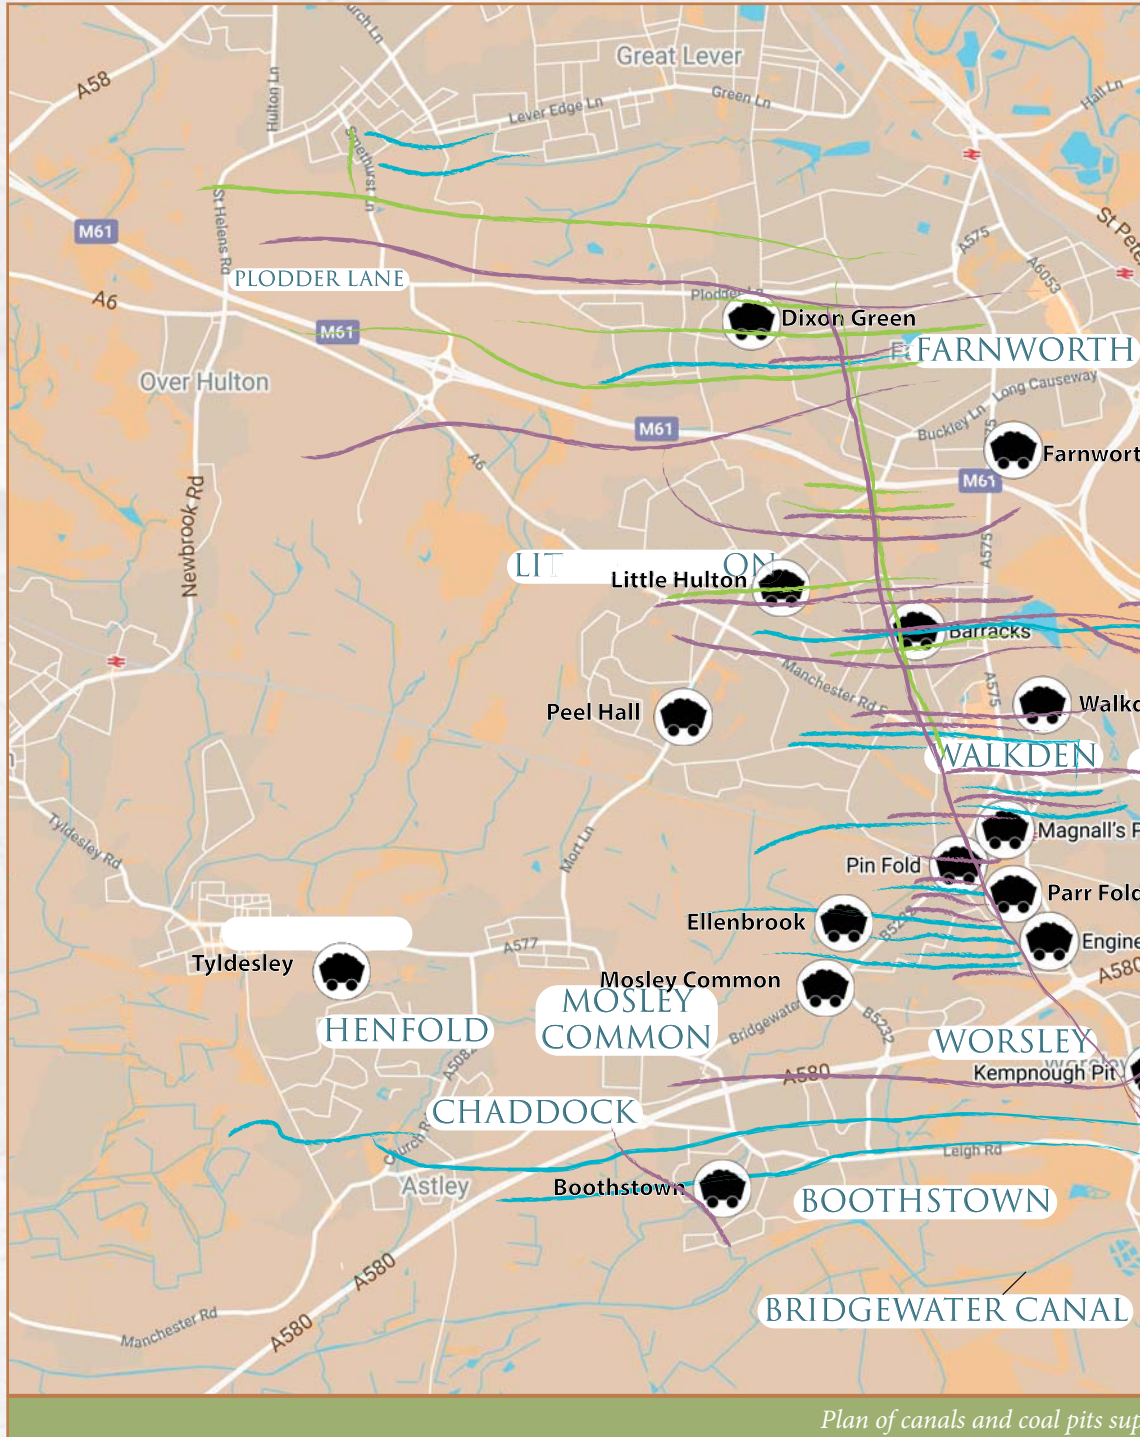 Church Ln
Great Lever
A58
Hulton Ln
Green Ln
Lever Edge Ln
Hall Ln
Smethurst Ln
St Helens Rd
M61
A575
St Pete
A6053
PLODDER LANE
A6
Plodder Ln
Dixon Green
M61
FARNWORTH
Over Hulton
Long Causeway
M61
Buckley Ln
A6
Farnwort
M61
Newbrook Rd
A575
LIT ON
Little Hulton
Barracks
Manchester Rd E
A575
Peel Hall
Walkd
WALKDEN
Tyldesley Rd
Mort Ln
Magnall's P
Pin Fold
Parr Fold
Ellenbrook
B5232
Engine
A577
Tyldesley
A580
Mosley Common
MOSLEY
COMMON
HENFOLD
Bridgewater
B5232
WORSLEY
A5082
A580
Kempnough Pit
CHADDOCK
Church Rd
Leigh Rd
Astley
Boothstown
BOOTHSTOWN
A580
BRIDGEWATER CANAL
Manchester Rd
A580
Plan of canals and coal pits sup